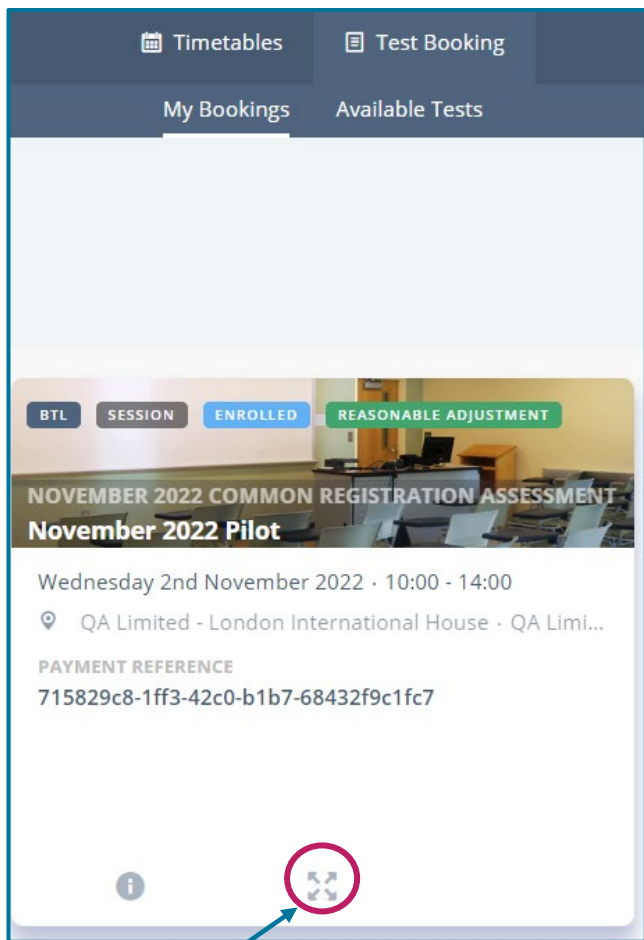 Timetables Test Booking
My Bookings Available Tests
BTL SESSION ENROLLED REASONABLE ADJUSTMENT
NOVEMBER 2022 COMMON REGISTRATION ASSESSMENT
November 2022 Pilot
Wednesday 2nd November 2022 · 10:00 - 14:00
QA Limited - London International House · QA Limi...
PAYMENT REFERENCE
715829c8-1ff3-42c0-b1b7-68432f9c1fc7